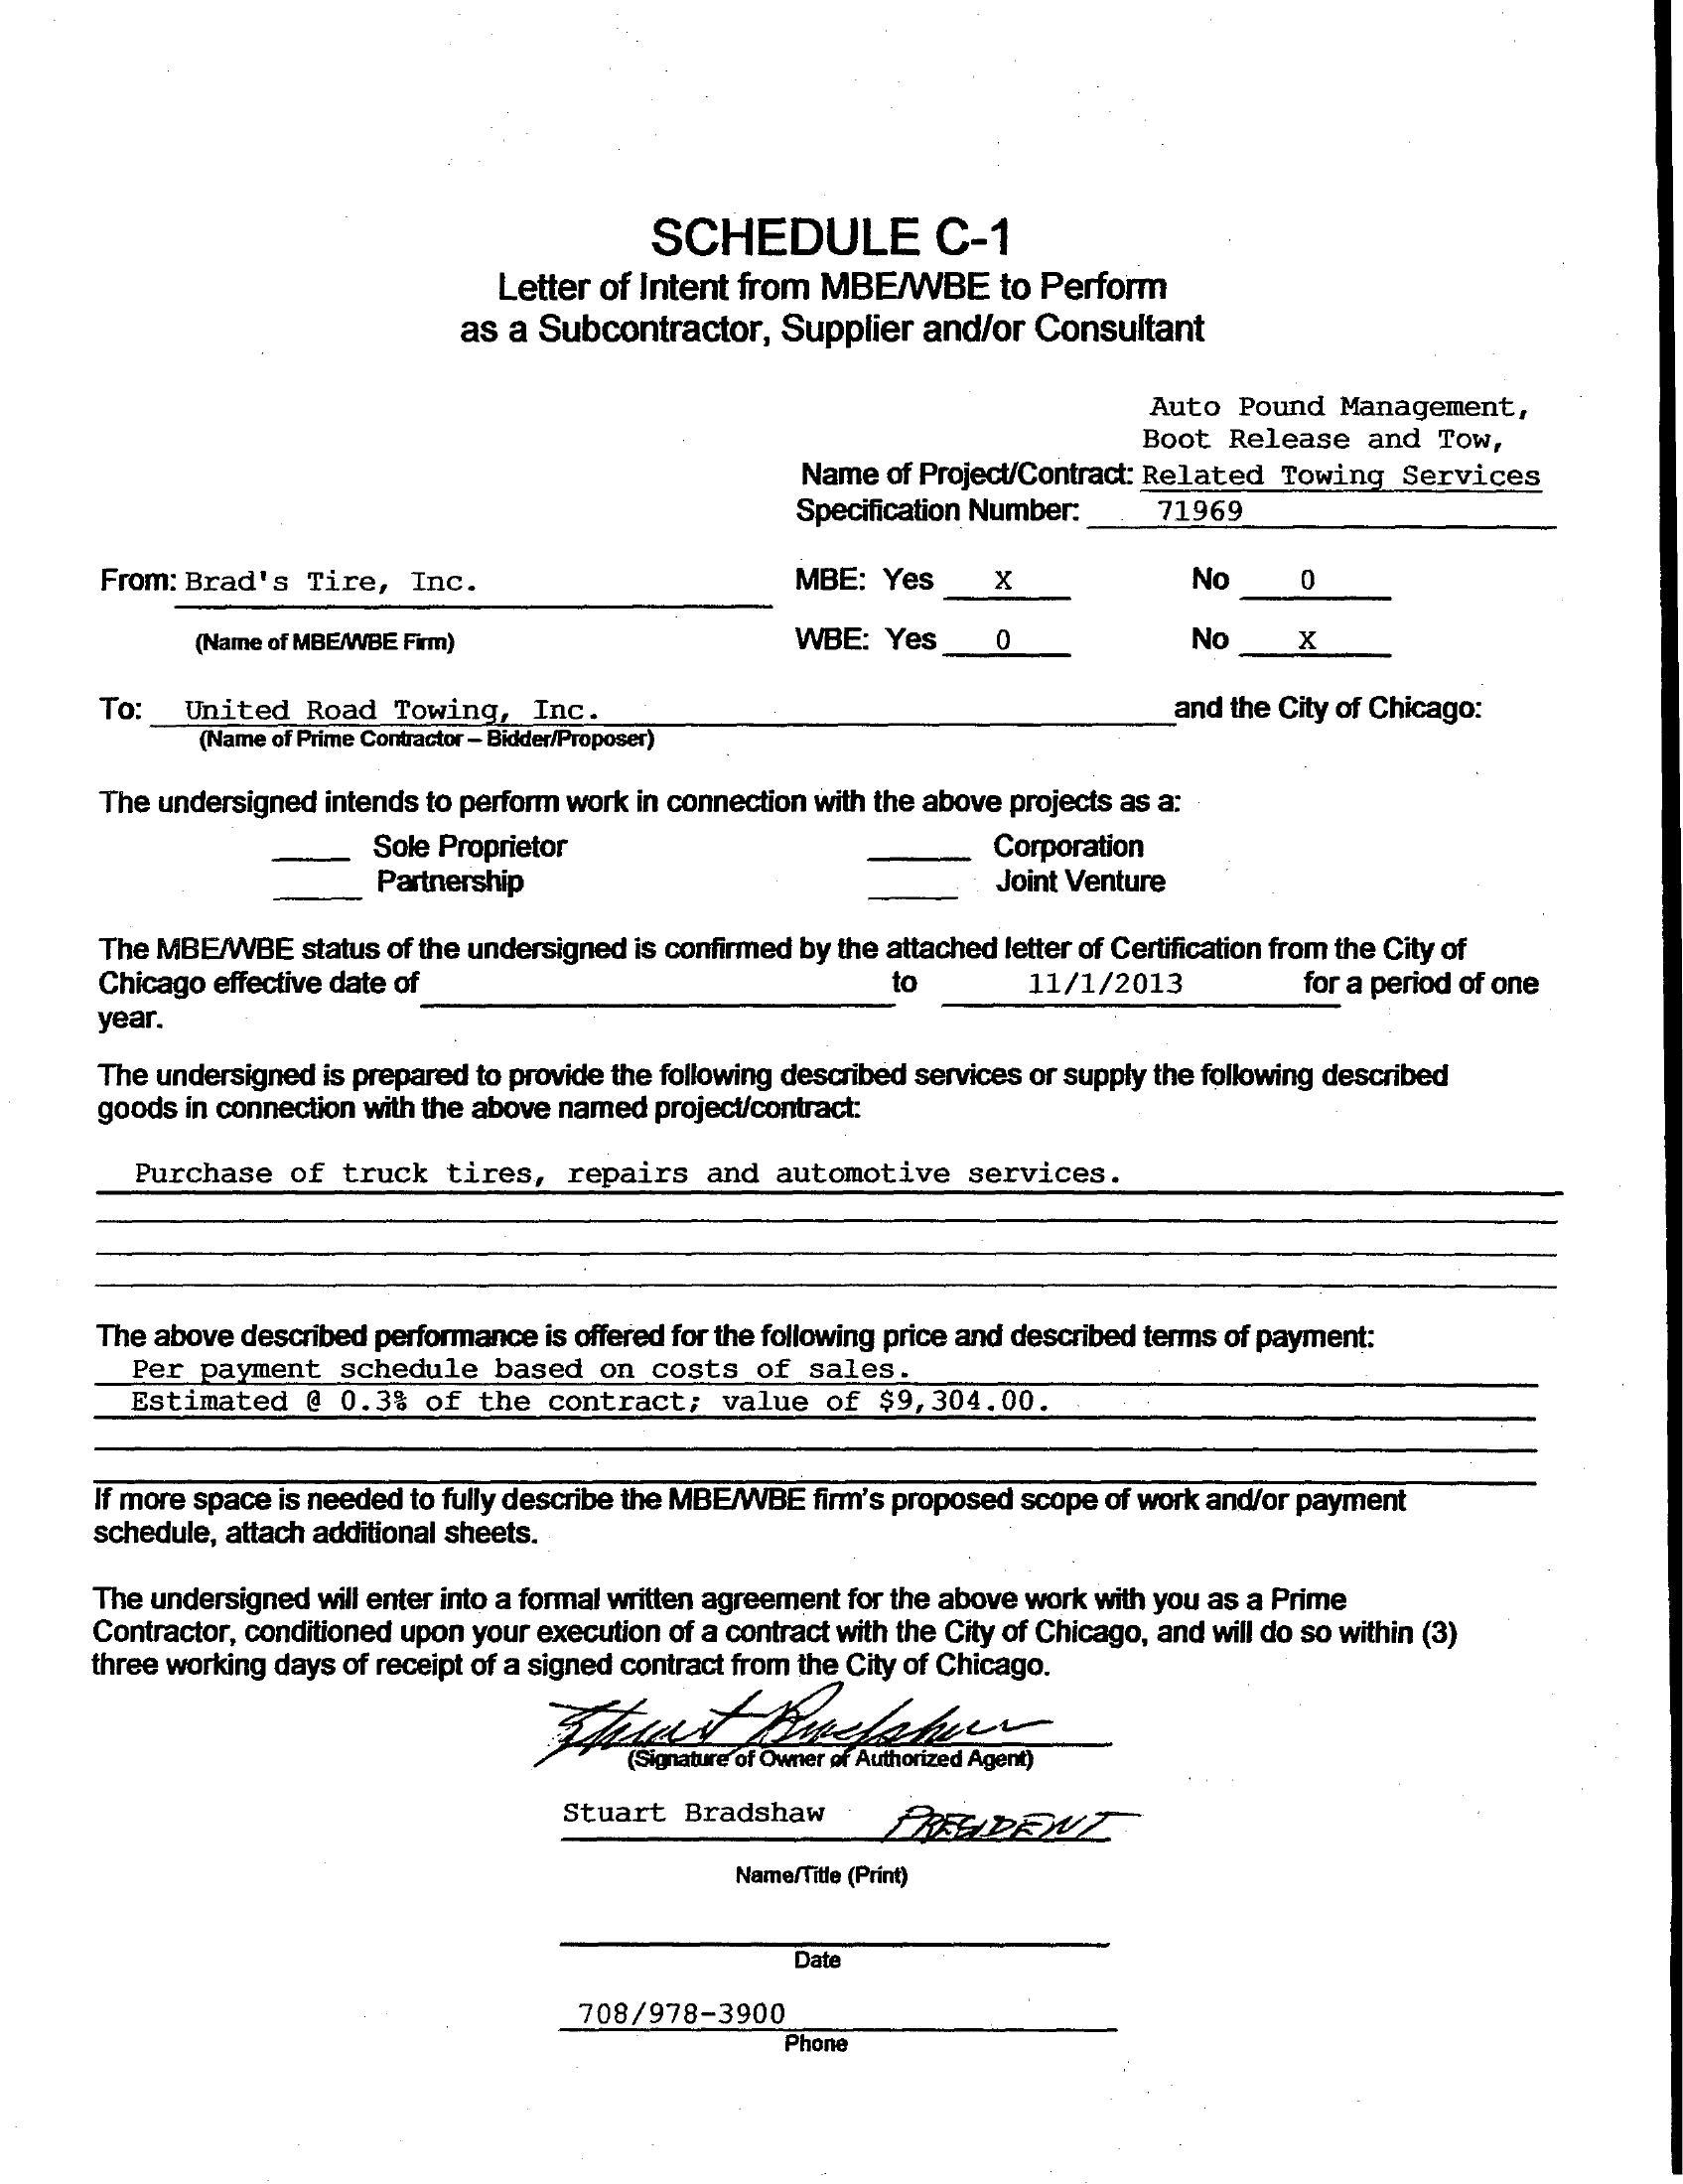 SCHEDULE C-1
Letter of Intent from MBE/WBE to Perform
as a Subcontractor, Supplier and/or Consultant
Auto Pound Management,
Boot Release and Tow,
Name of Project/Contract: Related Towing Services
Specification Number: 71969
From: Brad's Tire, Inc. MBE: Yes X No 0
(Name of MBE/WBE Firm) WBE: Yes 0 No X
To: United Road Towing, Inc. and the City of Chicago:
(Name of Prime Contractor – Bidder/Proposer)
The undersigned intends to perform work in connection with the above projects as a:
Sole Proprietor Corporation
Partnership Joint Venture
The MBE/WBE status of the undersigned is confirmed by the attached letter of Certification from the City of
Chicago effective date of to 11/1/2013 for a period of one
year.
The undersigned is prepared to provide the following described services or supply the following described
goods in connection with the above named project/contract:
Purchase of truck tires, repairs and automotive services.
The above described performance is offered for the following price and described terms of payment:
Per payment schedule based on costs of sales.
Estimated @ 0.3% of the contract; value of $9,304.00.
If more space is needed to fully describe the MBE/WBE firm's proposed scope of work and/or payment
schedule, attach additional sheets.
The undersigned will enter into a formal written agreement for the above work with you as a Prime
Contractor, conditioned upon your execution of a contract with the City of Chicago, and will do so within (3)
three working days of receipt of a signed contract from the City of Chicago.
Stuart Bradshaw
(Signature of Owner of Authorized Agent)
Stuart Bradshaw PRESIDENT
Name/Title (Print)
Date
708/978-3900
Phone